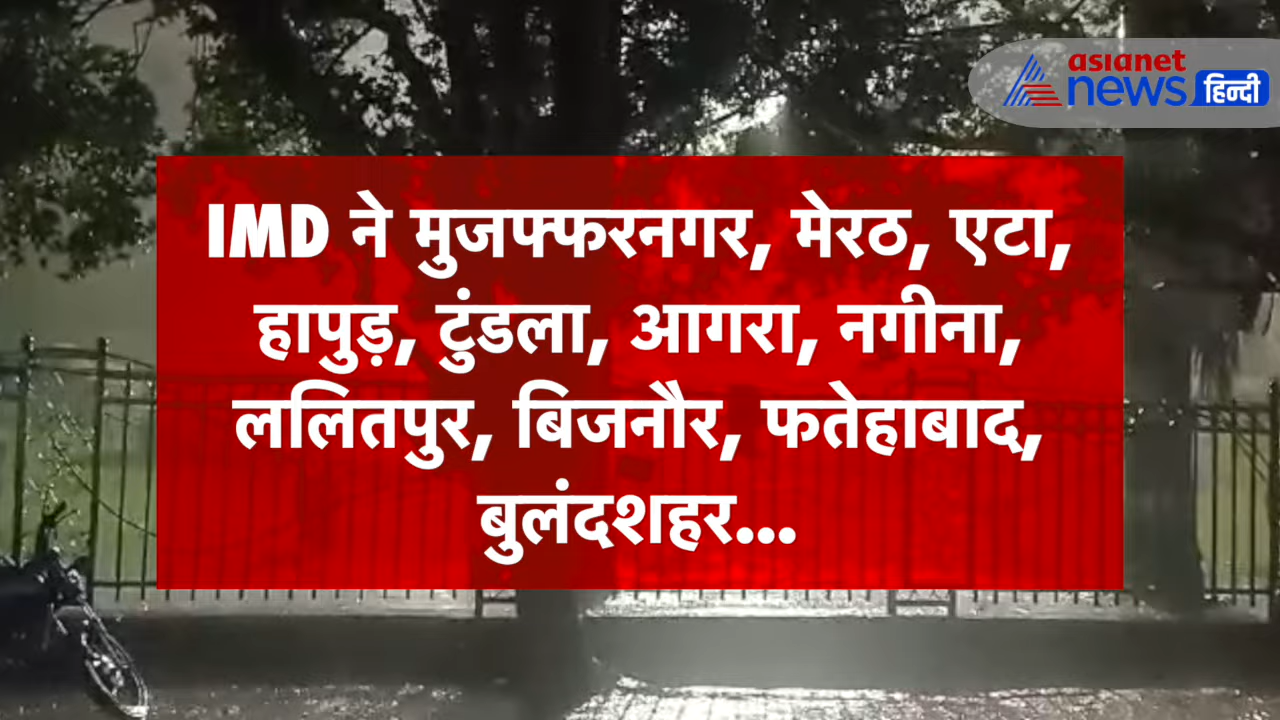 asianet
news हिन्दी
IMD ने मुजफ्फरनगर, मेरठ, एटा,
हापुड़, टुंडला, आगरा, नगीना,
ललितपुर, बिजनौर, फतेहाबाद,
बुलंदशहर...